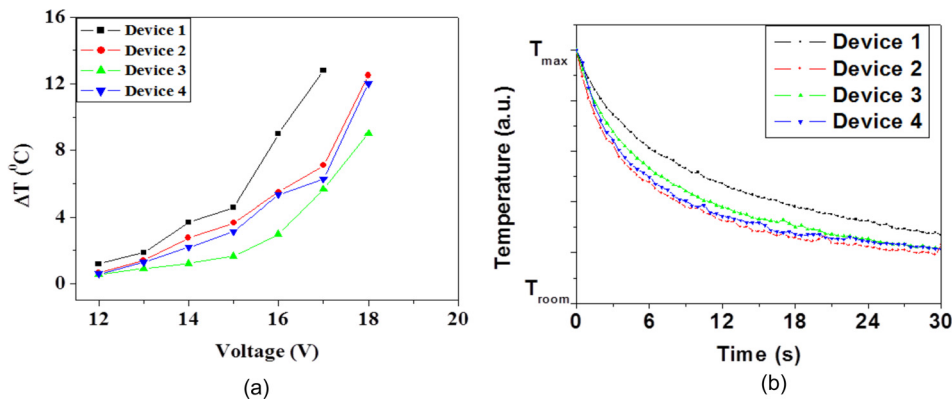 16
12
8
4
0
ΔT (⁰C)
Device 1
Device 2
Device 3
Device 4
12 14 16 18 20
Voltage (V)
(a)
Tmax
Troom
Temperature (a.u.)
Device 1
Device 2
Device 3
Device 4
0 6 12 18 24 30
Time (s)
(b)